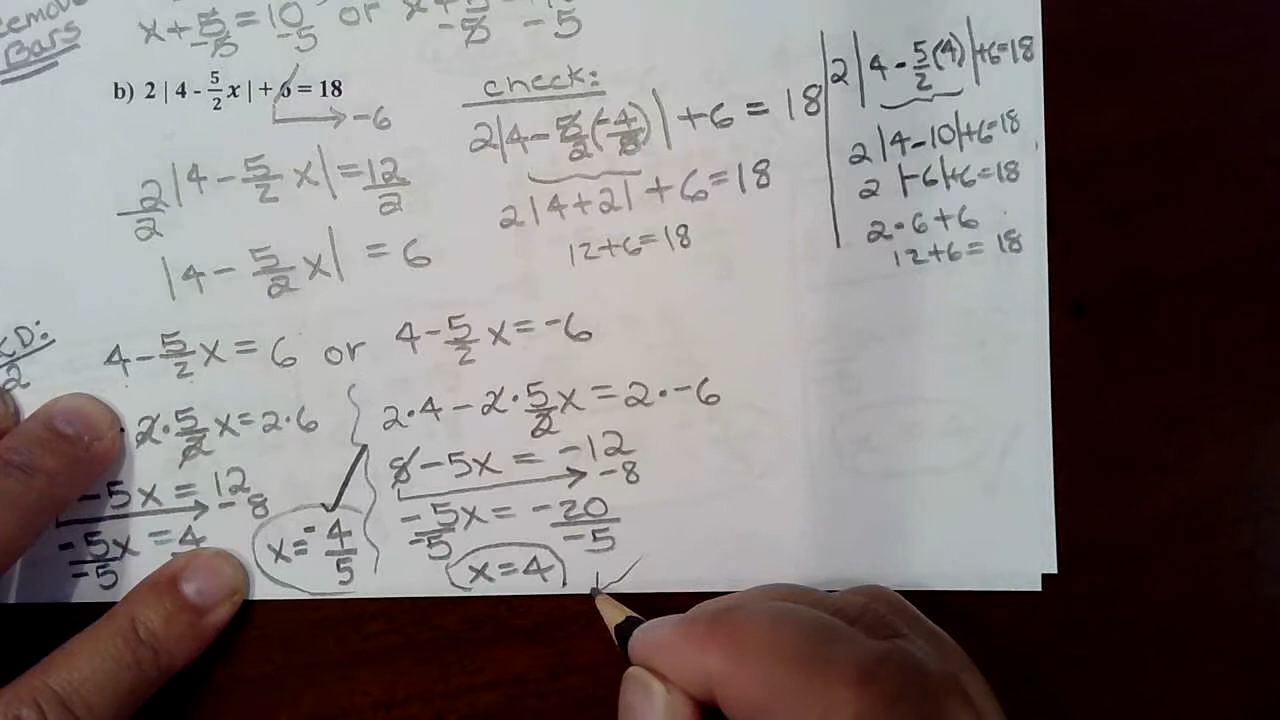 Remove
Bars
x + 5 = 10 or x + 5
-5 -5 -5 -5
b) 2 | 4 - 5/2 x | + 6 = 18
-6
2|4 - 5/2 x| = 12
2 2
|4 - 5/2 x| = 6
4 - 5/2 x = 6 or 4 - 5/2 x = -6
2 · 5/2 x = 2 · 6
-5x = 12
-8
-5x = 4
-5
x = -4/5
2 · 4 - 2 · 5/2 x = 2 · -6
8 - 5x = -12
-8
-5x = -20
-5 -5
x = 4
check:
2|4 - 5/2 (-4/5)| + 6 = 18
2|4+2| + 6 = 18
12 + 6 = 18
2|4 - 5/2 (4)| + 6 = 18
2|4-10|+6=18
2|-6|+6=18
2 · 6 + 6
12 + 6 = 18